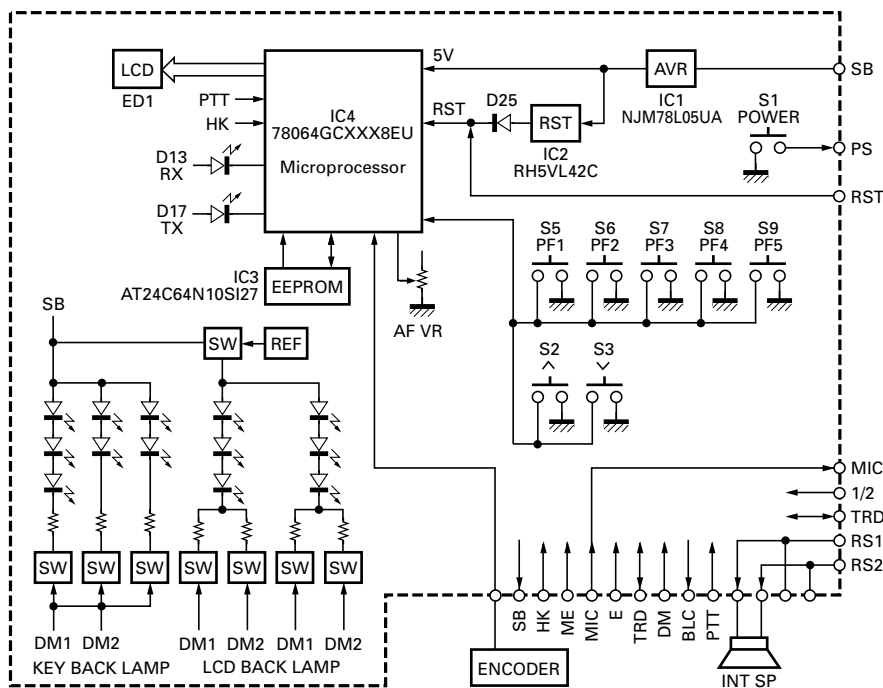 LCD
ED1
PTT
HK
D13
RX
D17
TX
IC4
78064GCXXX8EU
Microprocessor
5V
RST
D25
RST
IC2
RH5VL42C
AVR
IC1
NJM78L05UA
S1
POWER
SB
PS
RST
IC3
AT24C64N10SI27
EEPROM
AF VR
S5
PF1
S6
PF2
S7
PF3
S8
PF4
S9
PF5
S2
S3
SB
SW
REF
SW
SW
SW
SW
SW
SW
SW
DM1
DM2
KEY BACK LAMP
DM1
DM2
DM1
DM2
LCD BACK LAMP
MIC
1/2
TRD
RS1
RS2
SB
HK
ME
MIC
E
TRD
DM
BLC
PTT
ENCODER
INT SP